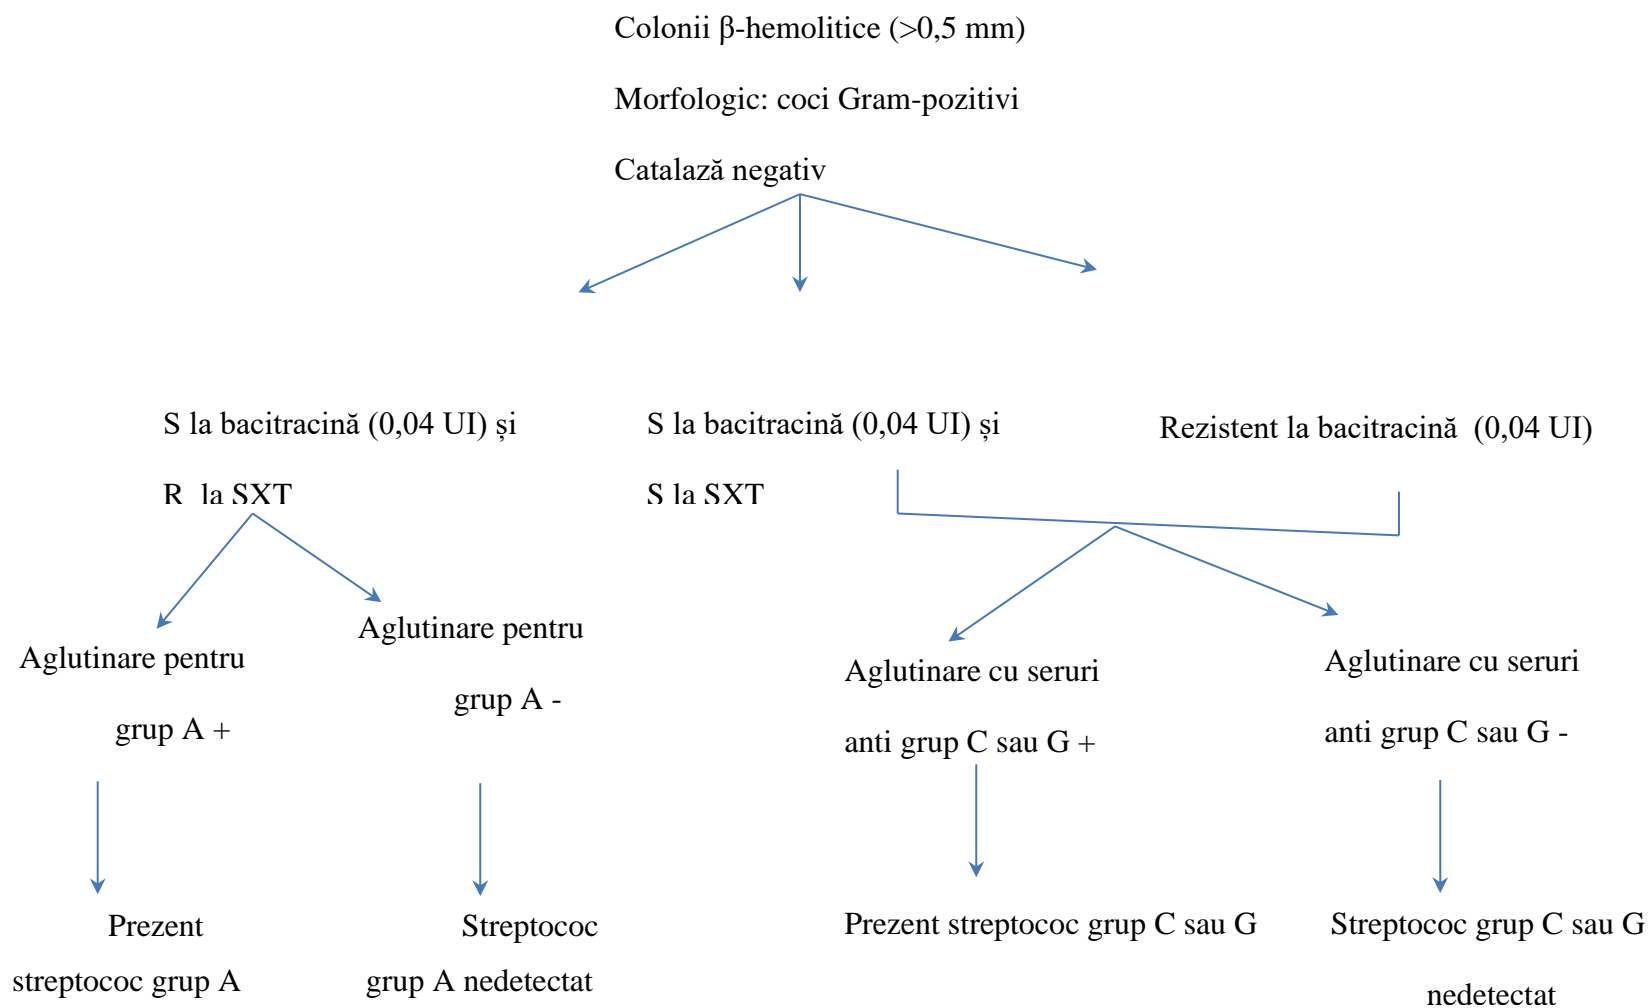 Colonii β-hemolitice (>0,5 mm)
Morfologic: coci Gram-pozitivi
Catalază negativ
S la bacitracină (0,04 UI) și
R la SXT
S la bacitracină (0,04 UI) și
S la SXT
Rezistent la bacitracină (0,04 UI)
Aglutinare pentru
grup A +
Aglutinare pentru
grup A -
Aglutinare cu seruri
anti grup C sau G +
Aglutinare cu seruri
anti grup C sau G -
Prezent
streptococ grup A
Streptococ
grup A nedetectat
Prezent streptococ grup C sau G
Streptococ grup C sau G
nedetectat